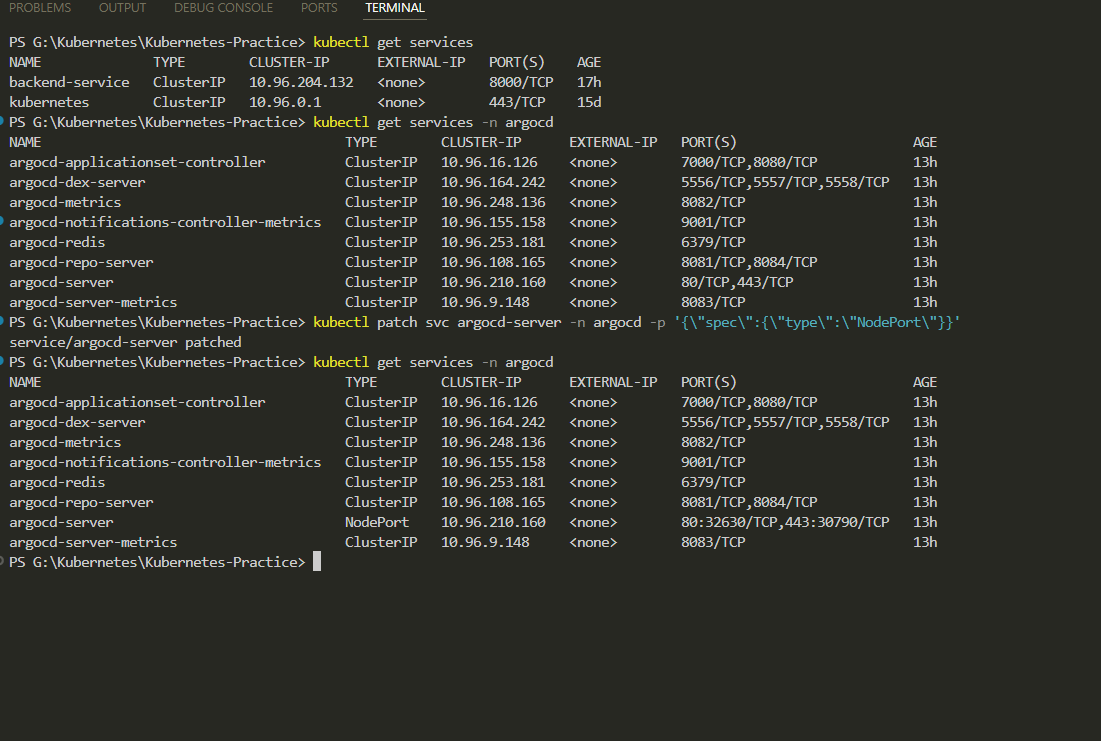 PROBLEMS OUTPUT DEBUG CONSOLE PORTS TERMINAL
PS G:\Kubernetes\Kubernetes-Practice> kubectl get services
NAME TYPE CLUSTER-IP EXTERNAL-IP PORT(S) AGE
backend-service ClusterIP 10.96.204.132 <none> 8000/TCP 17h
kubernetes ClusterIP 10.96.0.1 <none> 443/TCP 15d
PS G:\Kubernetes\Kubernetes-Practice> kubectl get services -n argocd
NAME TYPE CLUSTER-IP EXTERNAL-IP PORT(S) AGE
argocd-applicationset-controller ClusterIP 10.96.16.126 <none> 7000/TCP,8080/TCP 13h
argocd-dex-server ClusterIP 10.96.164.242 <none> 5556/TCP,5557/TCP,5558/TCP 13h
argocd-metrics ClusterIP 10.96.248.136 <none> 8082/TCP 13h
argocd-notifications-controller-metrics ClusterIP 10.96.155.158 <none> 9001/TCP 13h
argocd-redis ClusterIP 10.96.253.181 <none> 6379/TCP 13h
argocd-repo-server ClusterIP 10.96.108.165 <none> 8081/TCP,8084/TCP 13h
argocd-server ClusterIP 10.96.210.160 <none> 80/TCP,443/TCP 13h
argocd-server-metrics ClusterIP 10.96.9.148 <none> 8083/TCP 13h
PS G:\Kubernetes\Kubernetes-Practice> kubectl patch svc argocd-server -n argocd -p '{\"spec\":{\"type\":\"NodePort\"}}'
service/argocd-server patched
PS G:\Kubernetes\Kubernetes-Practice> kubectl get services -n argocd
NAME TYPE CLUSTER-IP EXTERNAL-IP PORT(S) AGE
argocd-applicationset-controller ClusterIP 10.96.16.126 <none> 7000/TCP,8080/TCP 13h
argocd-dex-server ClusterIP 10.96.164.242 <none> 5556/TCP,5557/TCP,5558/TCP 13h
argocd-metrics ClusterIP 10.96.248.136 <none> 8082/TCP 13h
argocd-notifications-controller-metrics ClusterIP 10.96.155.158 <none> 9001/TCP 13h
argocd-redis ClusterIP 10.96.253.181 <none> 6379/TCP 13h
argocd-repo-server ClusterIP 10.96.108.165 <none> 8081/TCP,8084/TCP 13h
argocd-server NodePort 10.96.210.160 <none> 80:32630/TCP,443:30790/TCP 13h
argocd-server-metrics ClusterIP 10.96.9.148 <none> 8083/TCP 13h
PS G:\Kubernetes\Kubernetes-Practice>